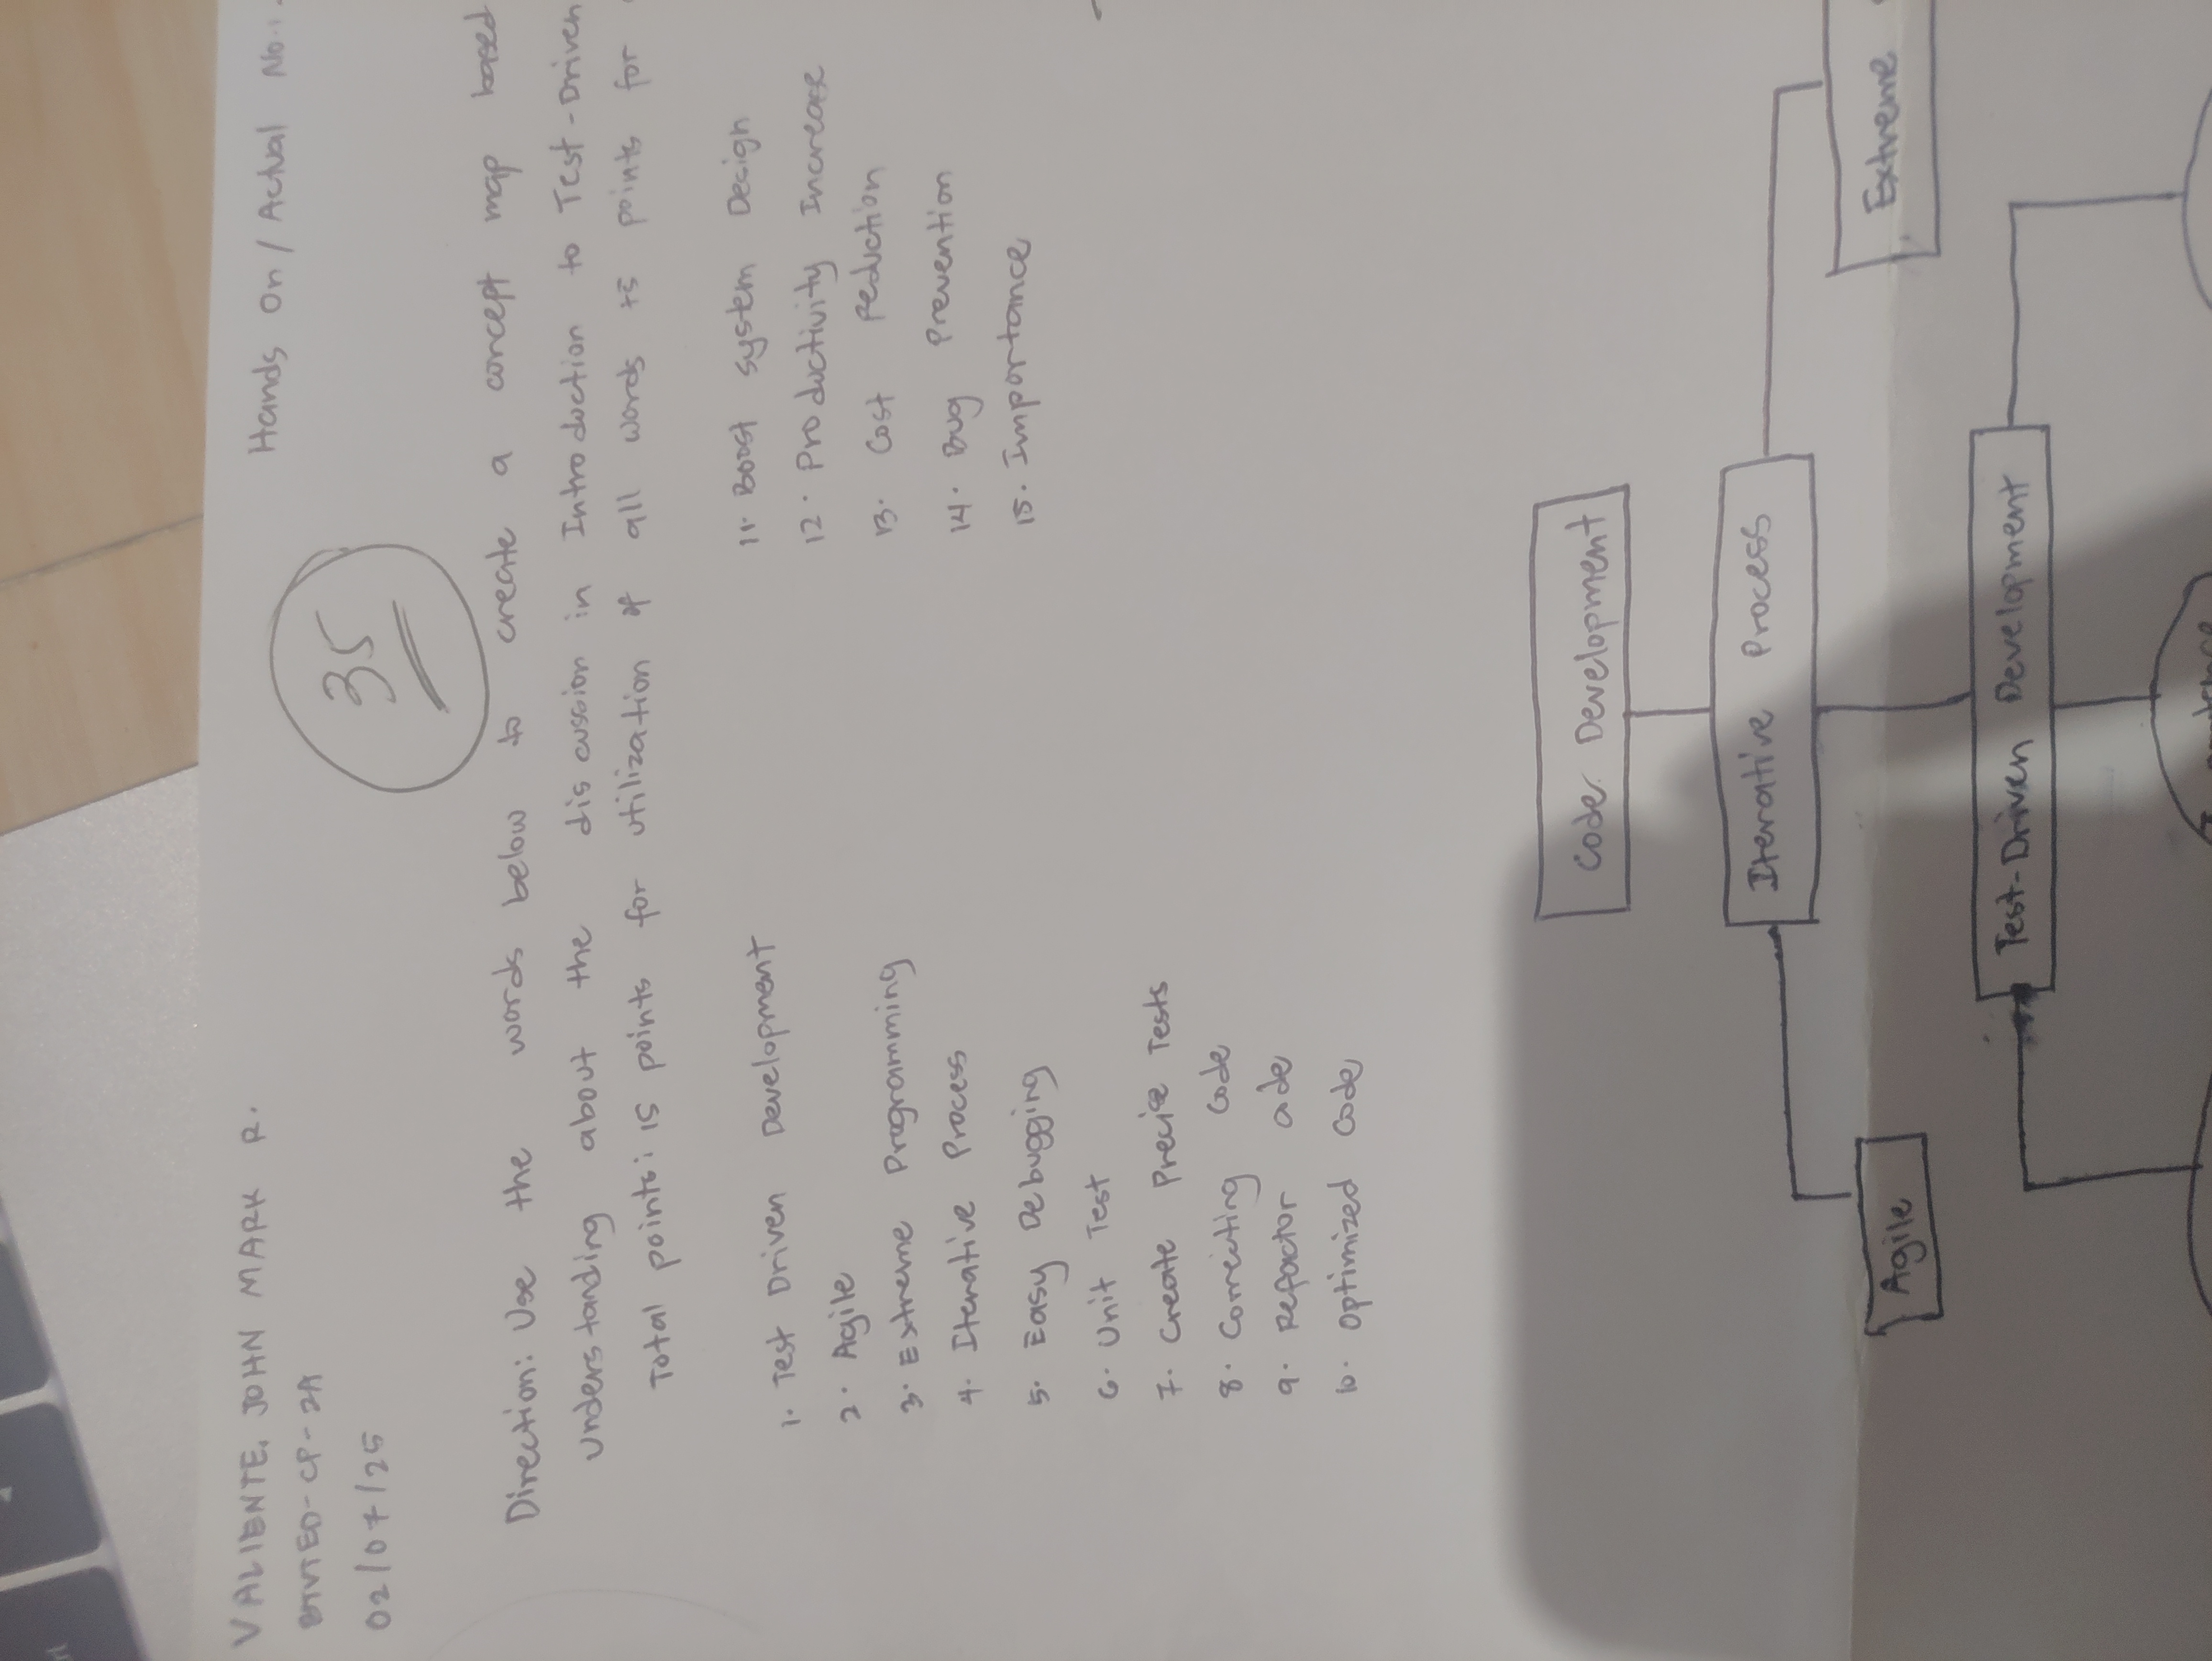 VALIENTE, JOHN MARK R.
Hands On / Actual No. 1.
BTVTED-CP-2A
02/07/25
35
Direction: Use the words below to create a concept map based
understanding about the discussion in Introduction to Test-Driven
Total points: 15 points for utilization of all words +5 points for
1. Test Driven Development
2. Agile
3. Extreme Programming
4. Iterative Process
5. Easy Debugging
6. Unit Test
7. Create Precise Tests
8. Correcting Code
9. Refactor Code
10. Optimized Code
11. Boost System Design
12. Productivity Increase
13. Cost Reduction
14. Bug Prevention
15. Importance
Code Development
Iterative Process
Agile
Extreme
Test-Driven Development